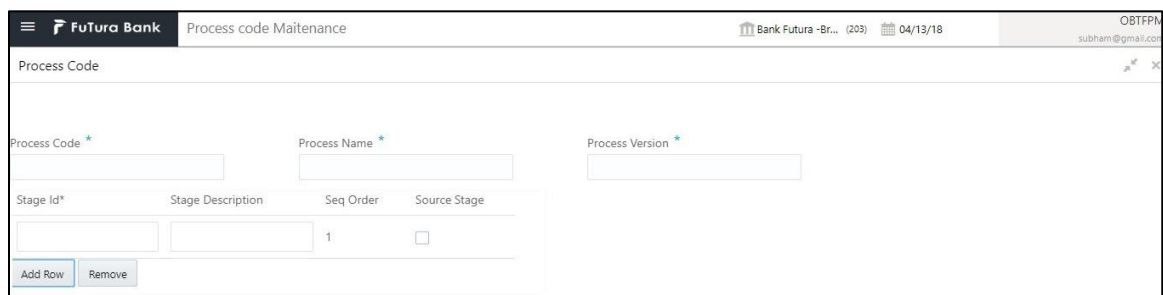 FuTura Bank Process code Maitenance Bank Futura -Br... (203) 04/13/18 OBTFPM
subham@gmail.com
Process Code
Process Code * Process Name * Process Version *
Stage Id* Stage Description Seq Order Source Stage
1
Add Row Remove